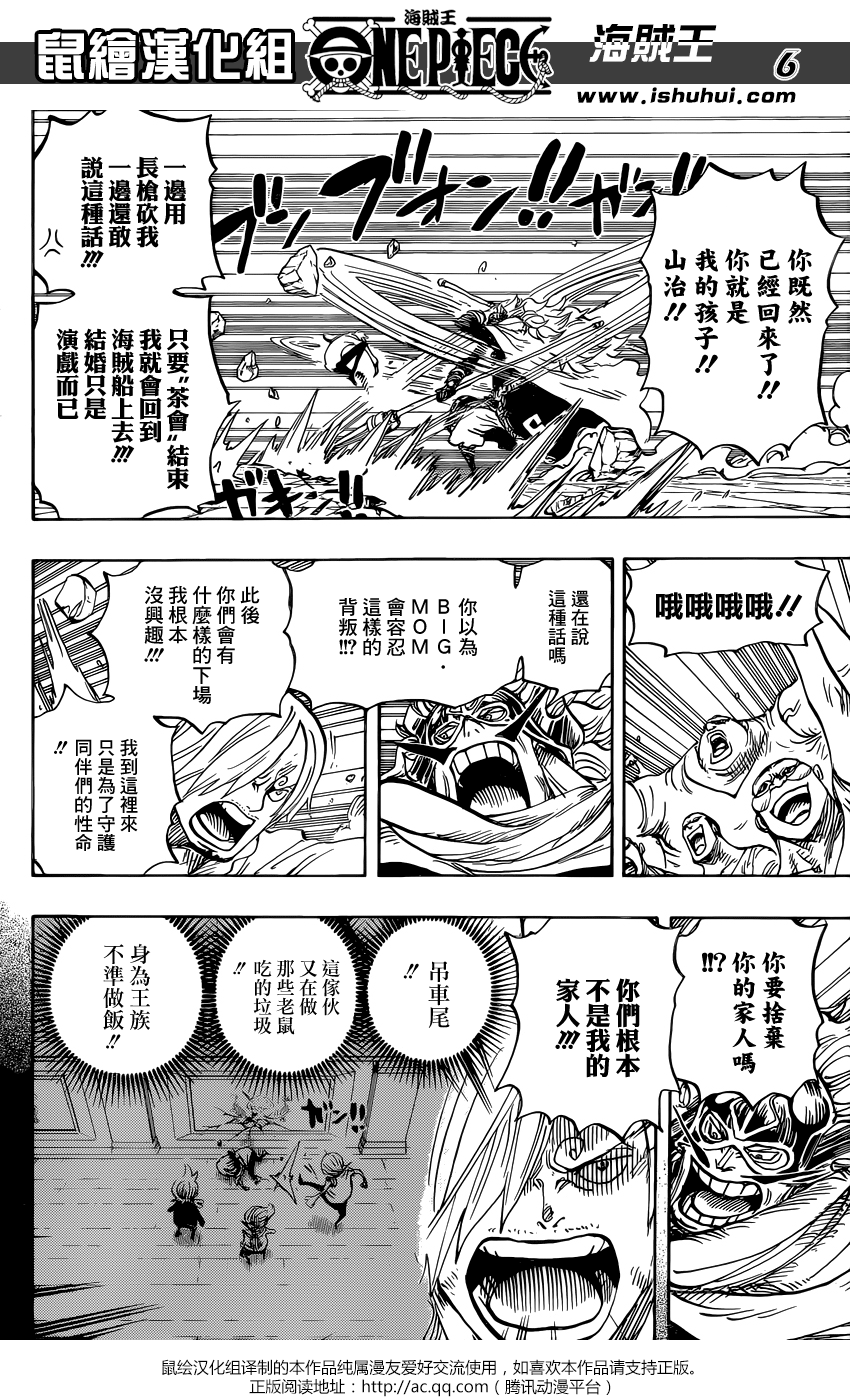 鼠繪漢化組
海賊王
ONE PIECE
海賊王
6
www.ishuhui.com
你既然
已經回來了!!
你就是
我的孩子!!
山治!!
ブォン!!
ブォン!!
ガン!!
ガキィン!!
一邊用
長槍砍我
一邊還敢
說這種話!!!
只要“茶會”結束
我就會回到
海賊船上去!!!
結婚只是
演戲而已
哦哦哦哦!!
還在說
這種話嗎
你以為
BIG·
MOM
會容忍
這樣的
背叛!!?
此後
你們會有
什麼樣的下場
我根本
沒興趣!!!
我到這裡來
只是為了守護
同伴們的性命
!!
你要捨棄
你的家人嗎
!!?
你們根本
不是我的
家人!!!
吊車尾
!!
這傢伙
又在做
那些老鼠
吃的垃圾
!!
身為王族
不準做飯!!
ガン!!
鼠绘汉化组译制的本作品纯属漫友爱好交流使用，如喜欢本作品请支持正版。
正版阅读地址：http://ac.qq.com（腾讯动漫平台）